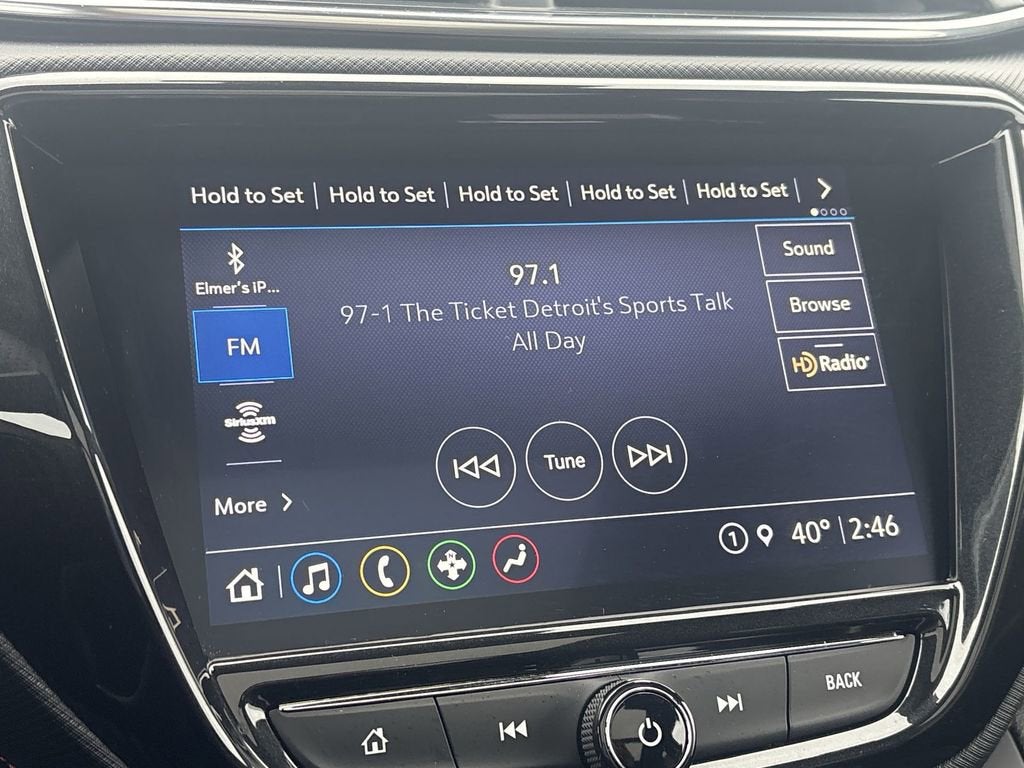 Hold to Set | Hold to Set | Hold to Set | Hold to Set | Hold to Set |
Elmer's iP...
FM
SiriusXM
More
97.1
97-1 The Ticket Detroit's Sports Talk
All Day
Sound
Browse
HD Radio®
Tune
N
1
40° | 2:46
BACK